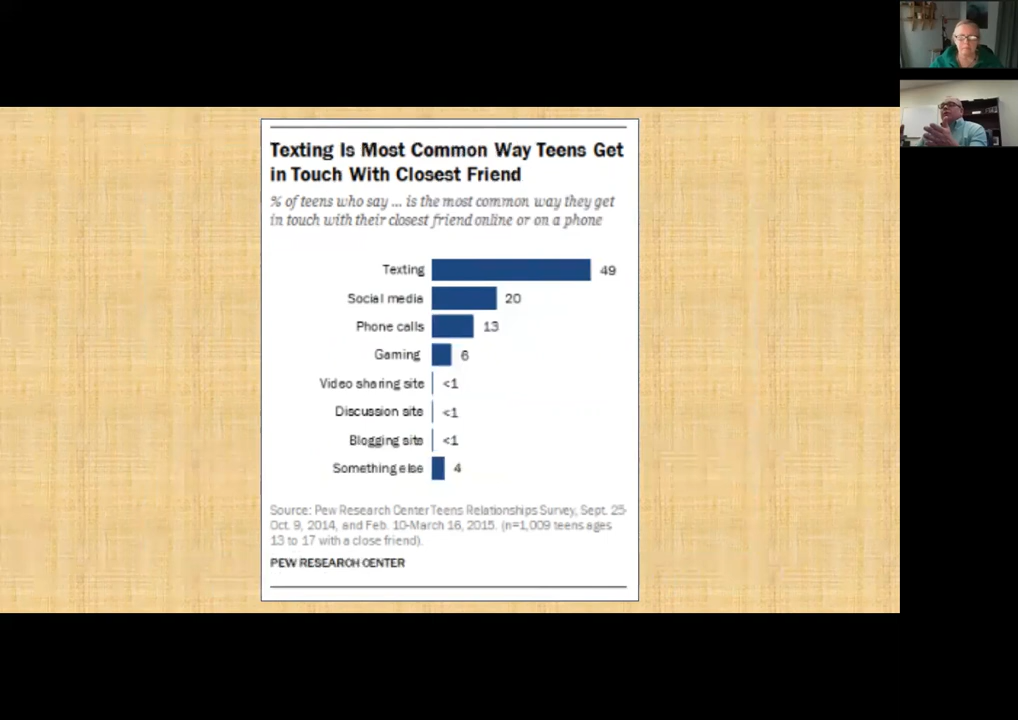 Texting Is Most Common Way Teens Get
in Touch With Closest Friend
% of teens who say ... is the most common way they get
in touch with their closest friend online or on a phone
Texting 49
Social media 20
Phone calls 13
Gaming 6
Video sharing site <1
Discussion site <1
Blogging site <1
Something else 4
Source: Pew Research Center Teens Relationships Survey, Sept. 25-
Oct. 9, 2014, and Feb. 10-March 16, 2015. (n=1,009 teens ages
13 to 17 with a close friend).
PEW RESEARCH CENTER